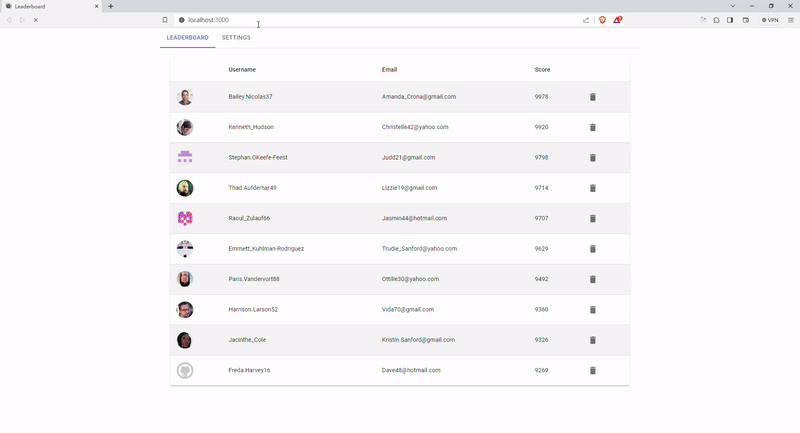 Leaderboard
localhost:3000
VPN
LEADERBOARD SETTINGS
Username Email Score
Bailey.Nicolas37 Amanda_Crona@gmail.com 9978
Kenneth_Hudson Christelle42@yahoo.com 9920
Stephan.OKeefe-Feest Judd21@gmail.com 9798
Thad.Aufderhar49 Lizzie19@gmail.com 9714
Raoul_Zulauf66 Jasmin44@hotmail.com 9707
Emmett_Kuhlman-Rodriguez Trudie_Sanford@yahoo.com 9629
Paris.Vandervort88 Ottilie30@yahoo.com 9492
Harrison.Larson52 Vida70@gmail.com 9360
Jacinthe_Cole Kristin.Sanford@gmail.com 9326
Freda.Harvey16 Dave48@hotmail.com 9269